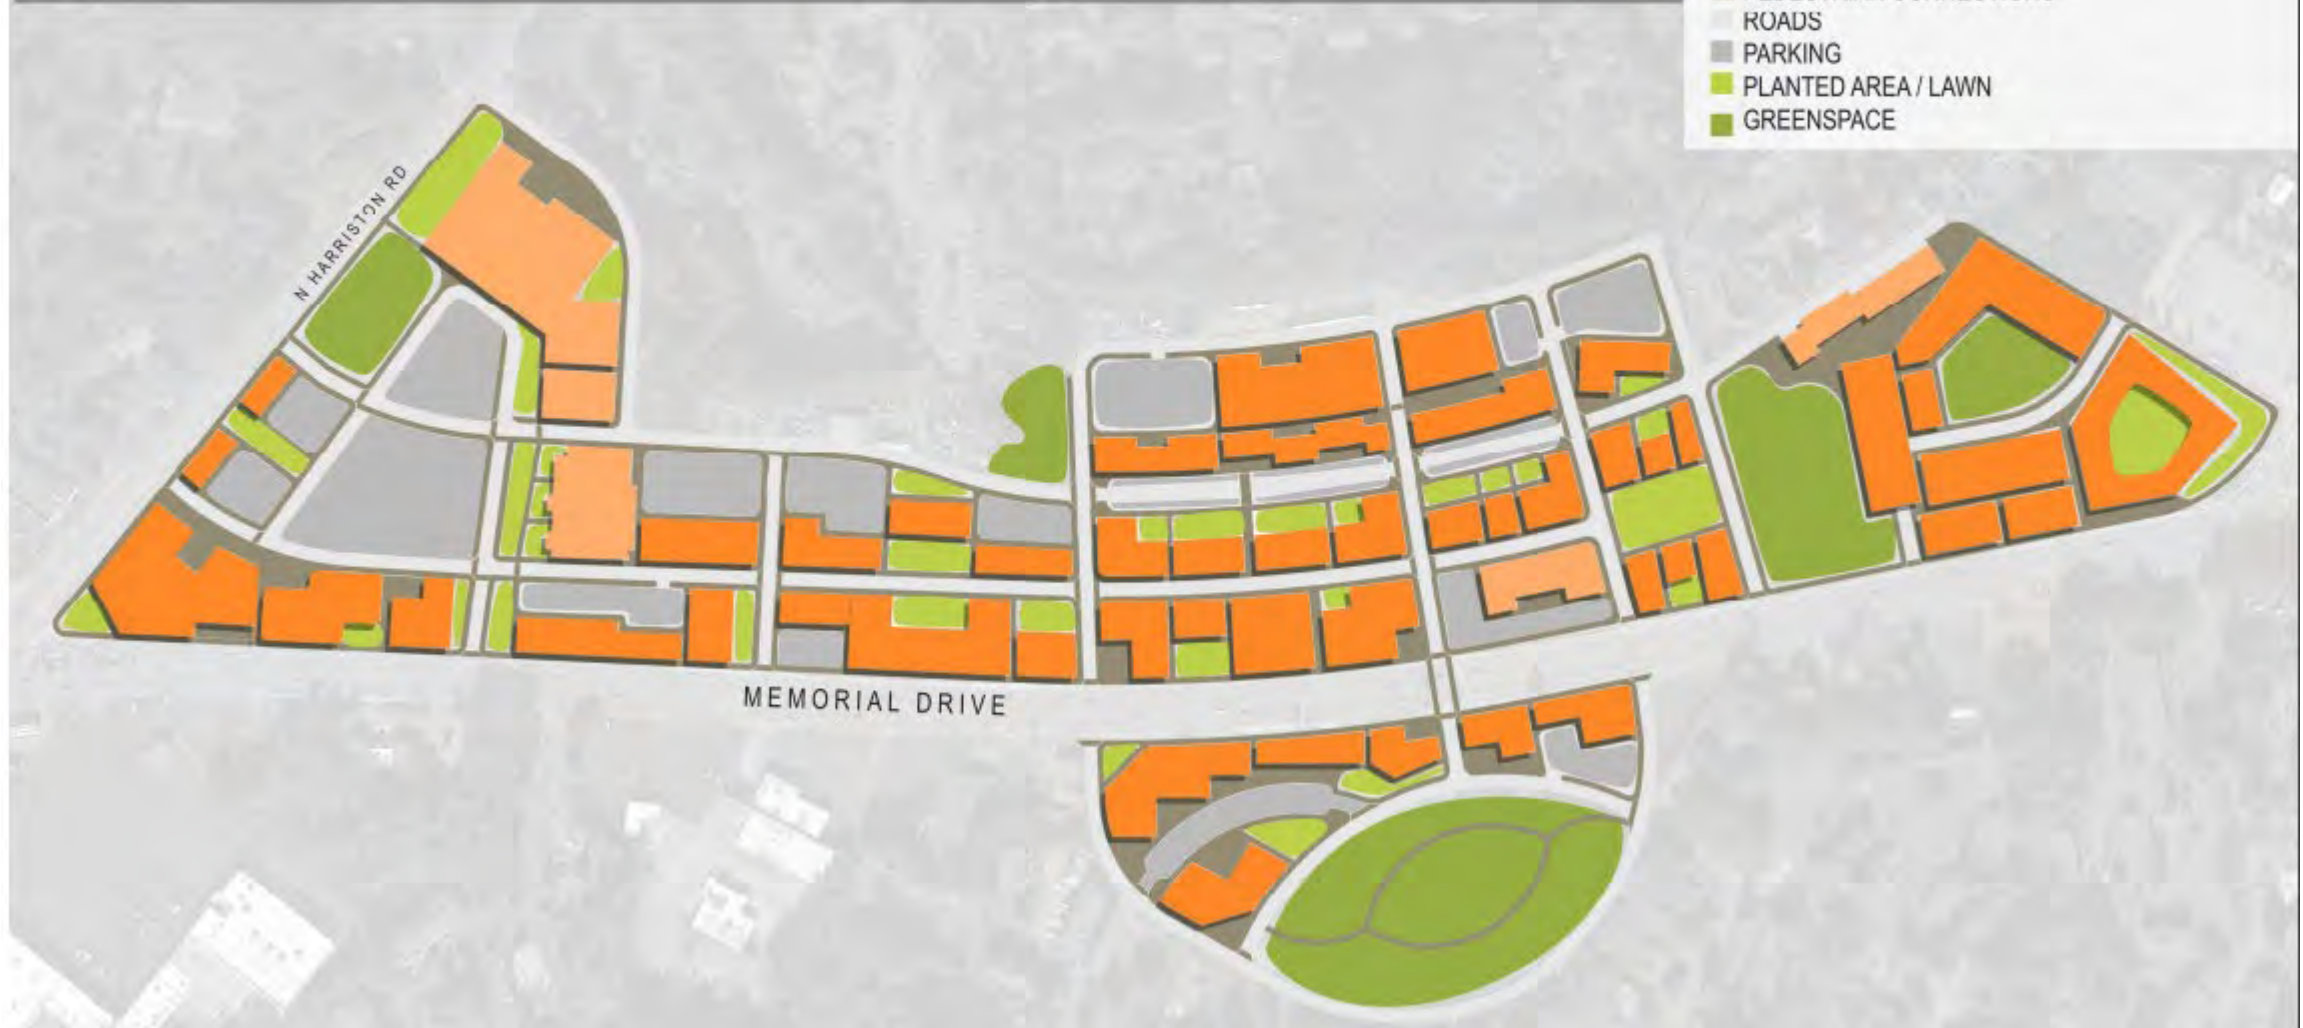 ROADS
PARKING
PLANTED AREA / LAWN
GREENSPACE
N HARRISTON RD
MEMORIAL DRIVE